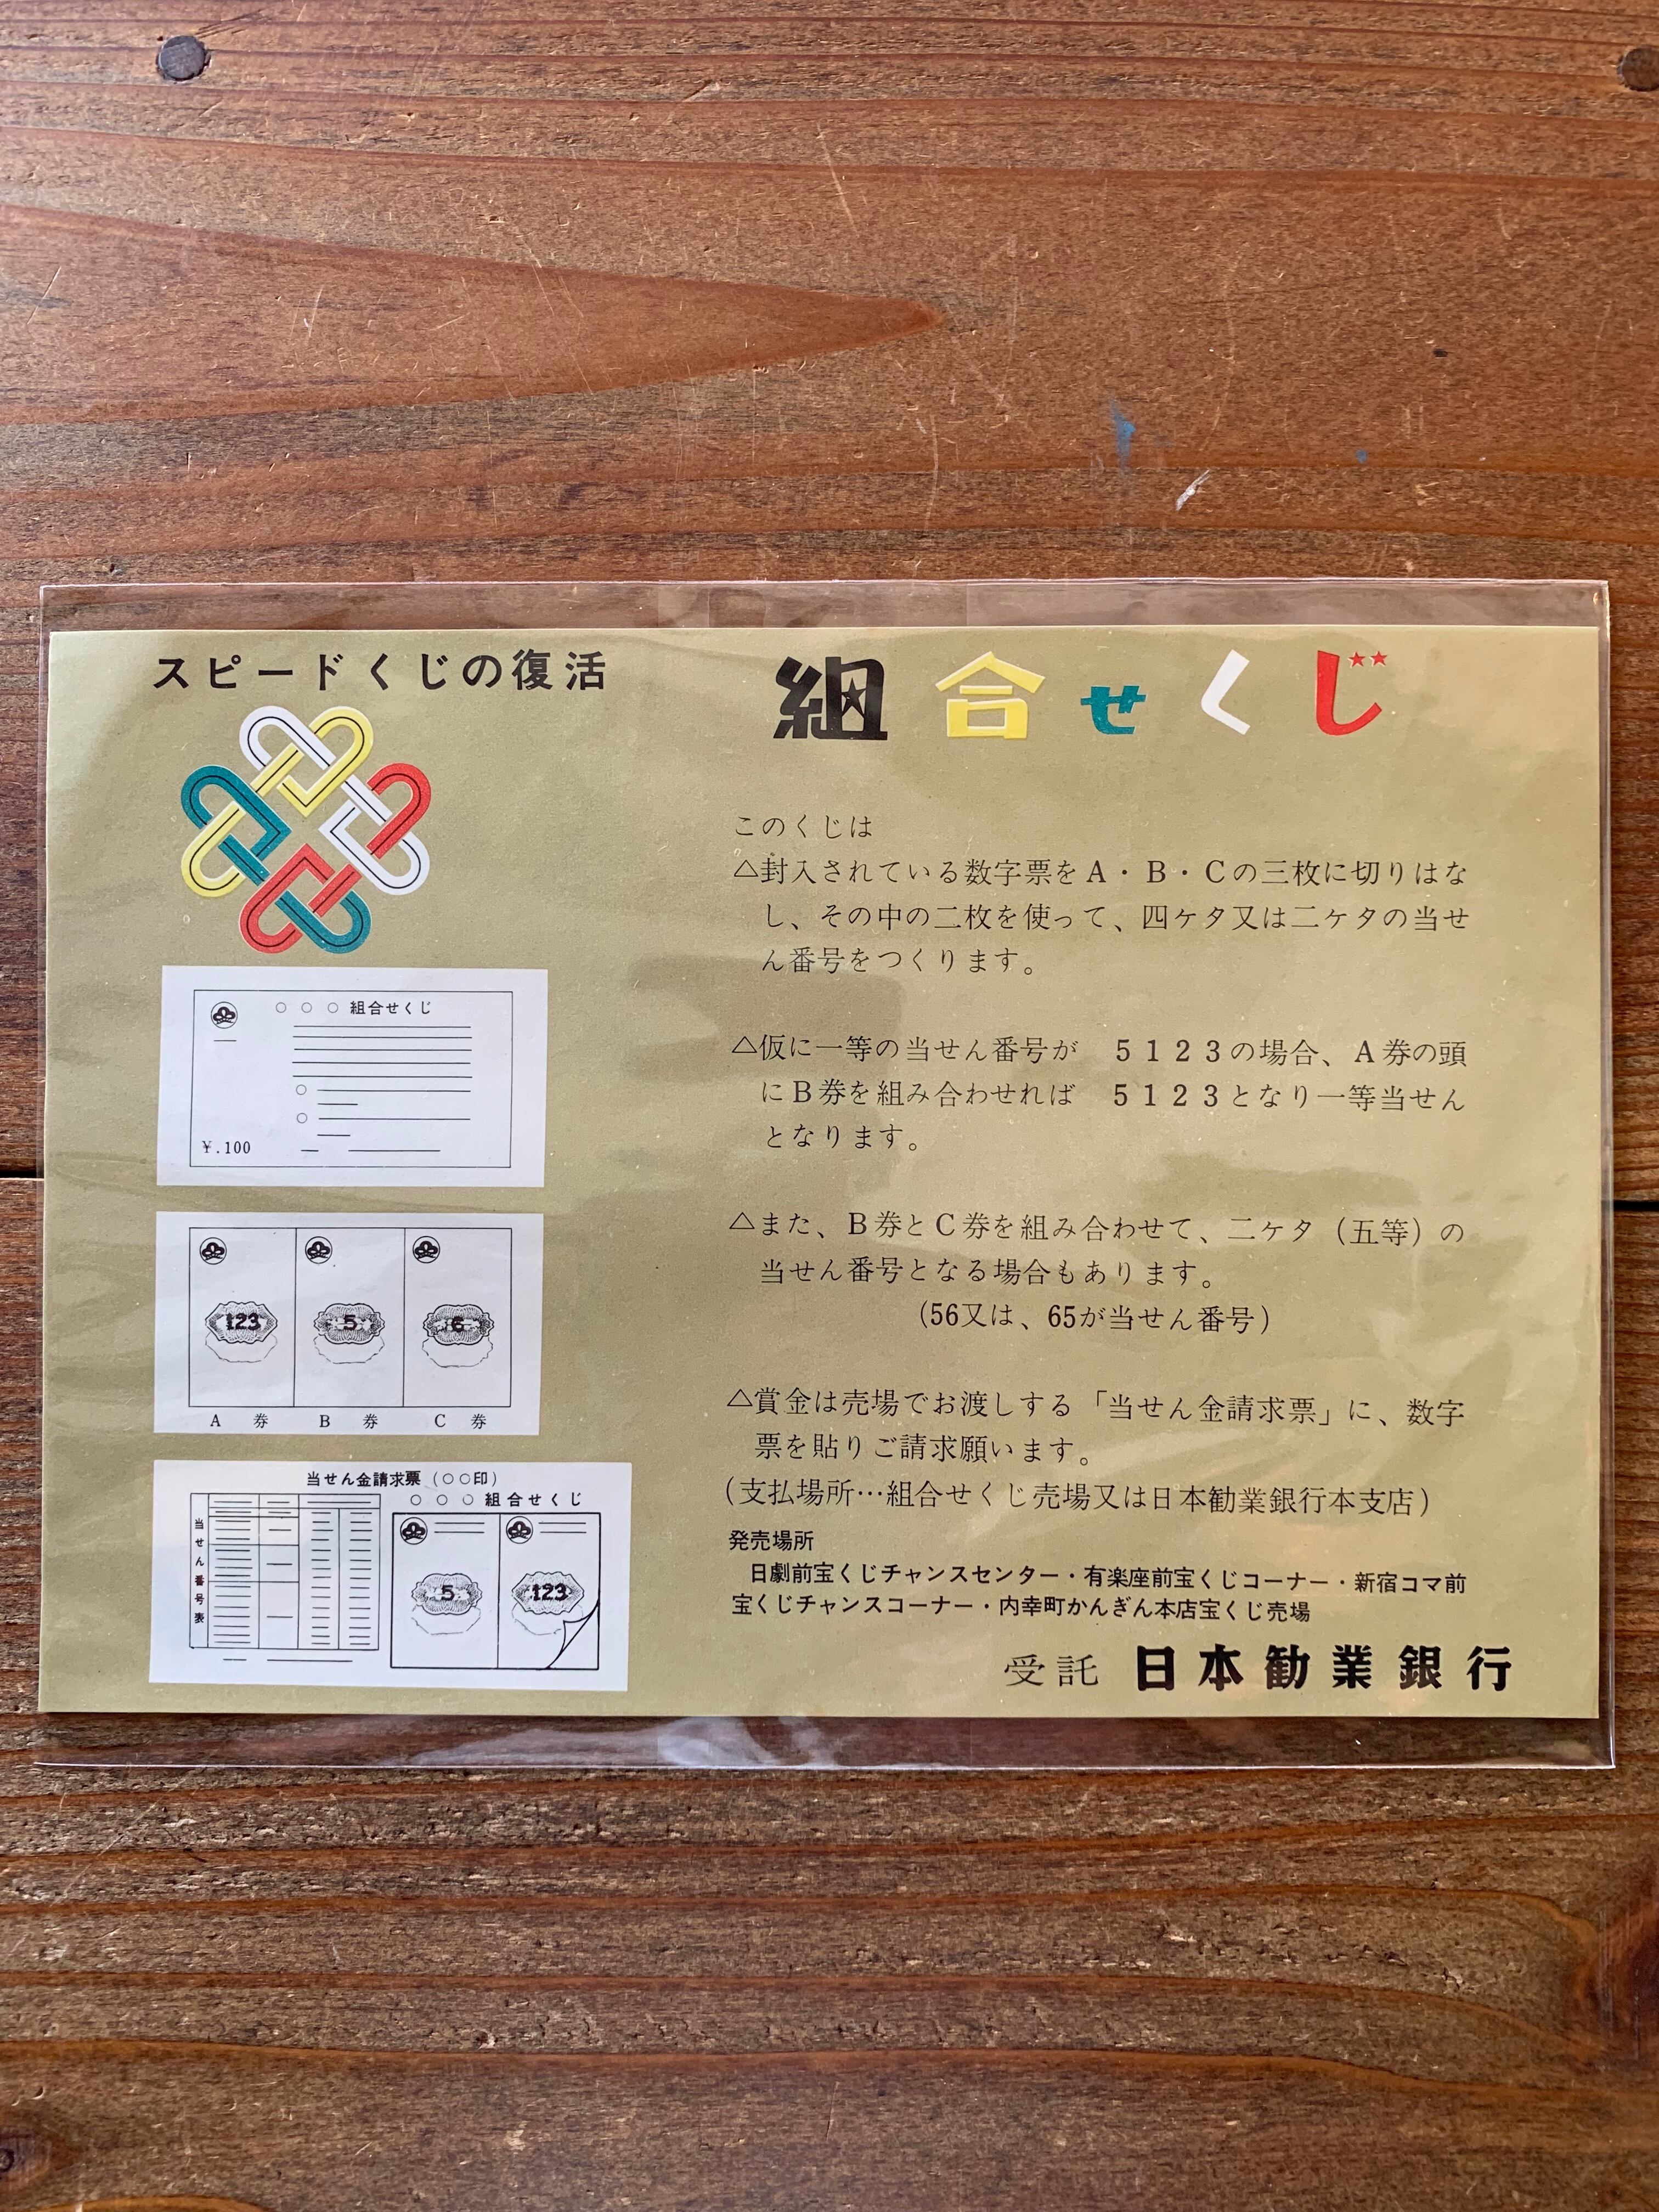 スピードくじの復活
組合せくじ
○○○組合せくじ
¥.100
123
5
6
A 券
B 券
C 券
当せん金請求票(○○印)
○○○組合せくじ
当せん番号表
5
123
このくじは
△封入されている数字票をA・B・Cの三枚に切りはな
し、その中の二枚を使って、四ケタ又は二ケタの当せ
ん番号をつくります。
△仮に一等の当せん番号が 5123の場合、A券の頭
にB券を組み合わせれば 5123となり一等当せん
となります。
△また、B券とC券を組み合わせて、二ケタ(五等)の
当せん番号となる場合もあります。
(56又は、65が当せん番号)
△賞金は売場でお渡しする「当せん金請求票」に、数字
票を貼りご請求願います。
(支払場所…組合せくじ売場又は日本勧業銀行本支店)
発売場所
日劇前宝くじチャンスセンター・有楽座前宝くじコーナー・新宿コマ前
宝くじチャンスコーナー・内幸町かんぎん本店宝くじ売場
受託 日本勧業銀行